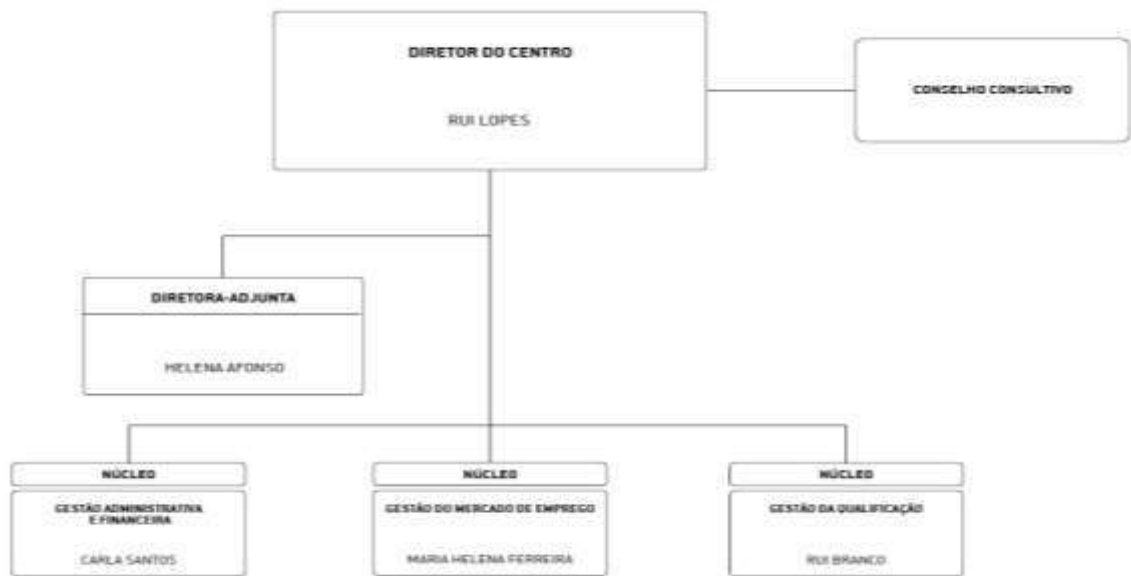 DIRETOR DO CENTRO
RUI LOPES
CONSELHO CONSULTIVO
DIRETORA-ADJUNTA
HELENA AFONSO
NÚCLEO
GESTÃO ADMINISTRATIVA
E FINANCEIRA
CARLA SANTOS
NÚCLEO
GESTÃO DO MERCADO DE EMPREGO
MARIA HELENA FERREIRA
NÚCLEO
GESTÃO DA QUALIFICAÇÃO
RUI BRANCO